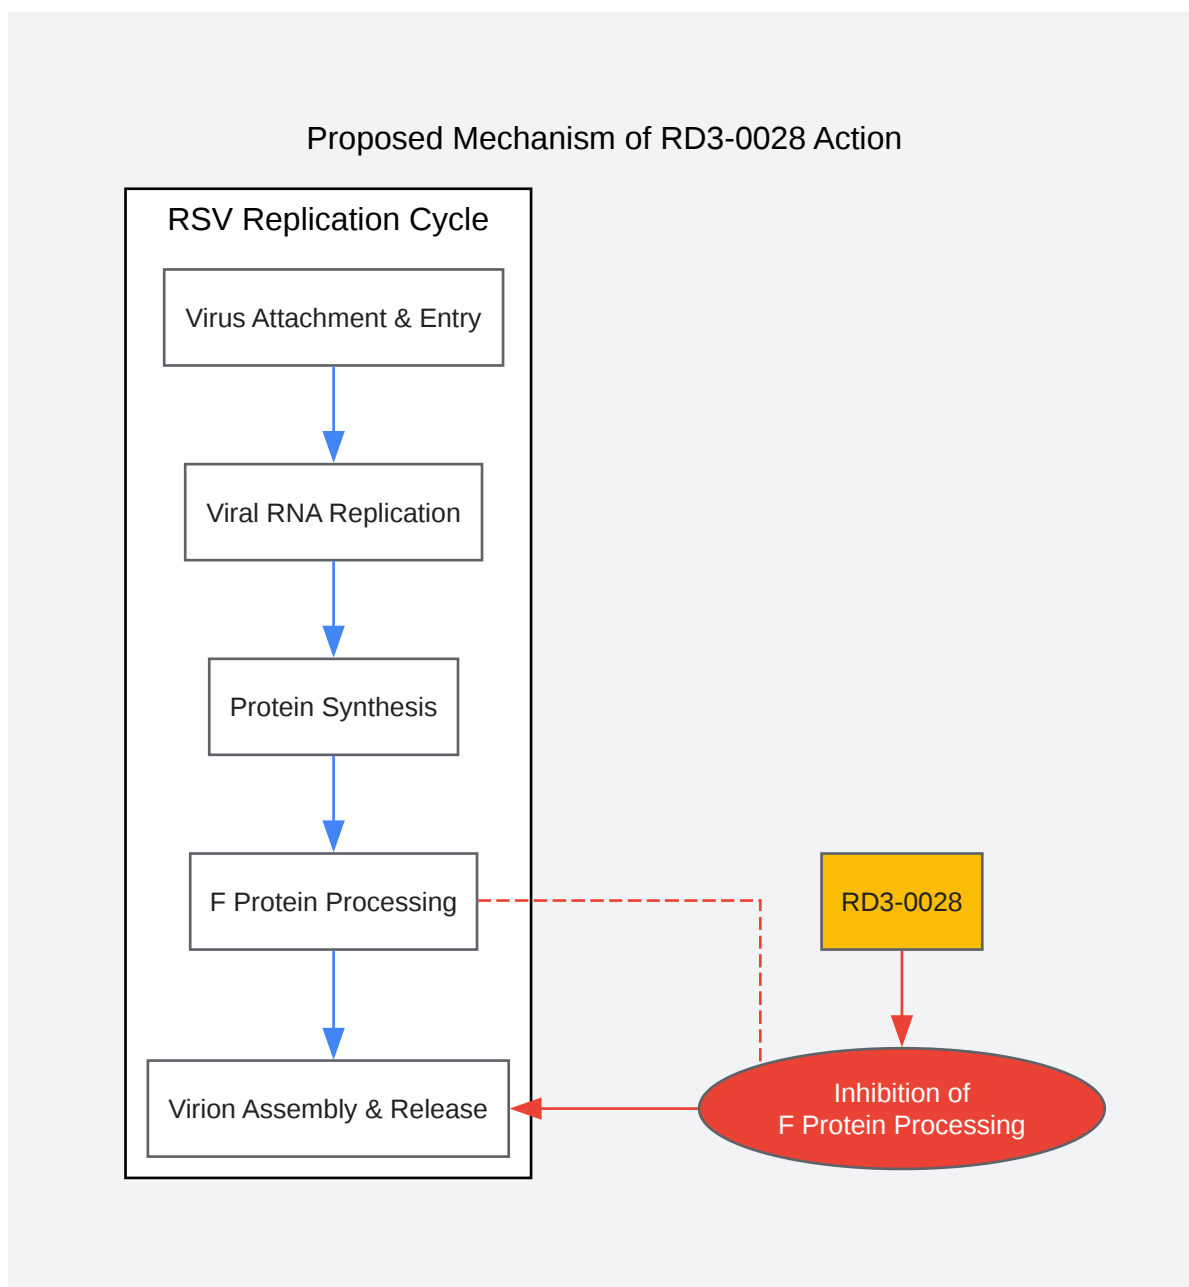 Proposed Mechanism of RD3-0028 Action
RSV Replication Cycle
Virus Attachment & Entry
Viral RNA Replication
Protein Synthesis
F Protein Processing
RD3-0028
Virion Assembly & Release
Inhibition of
F Protein Processing